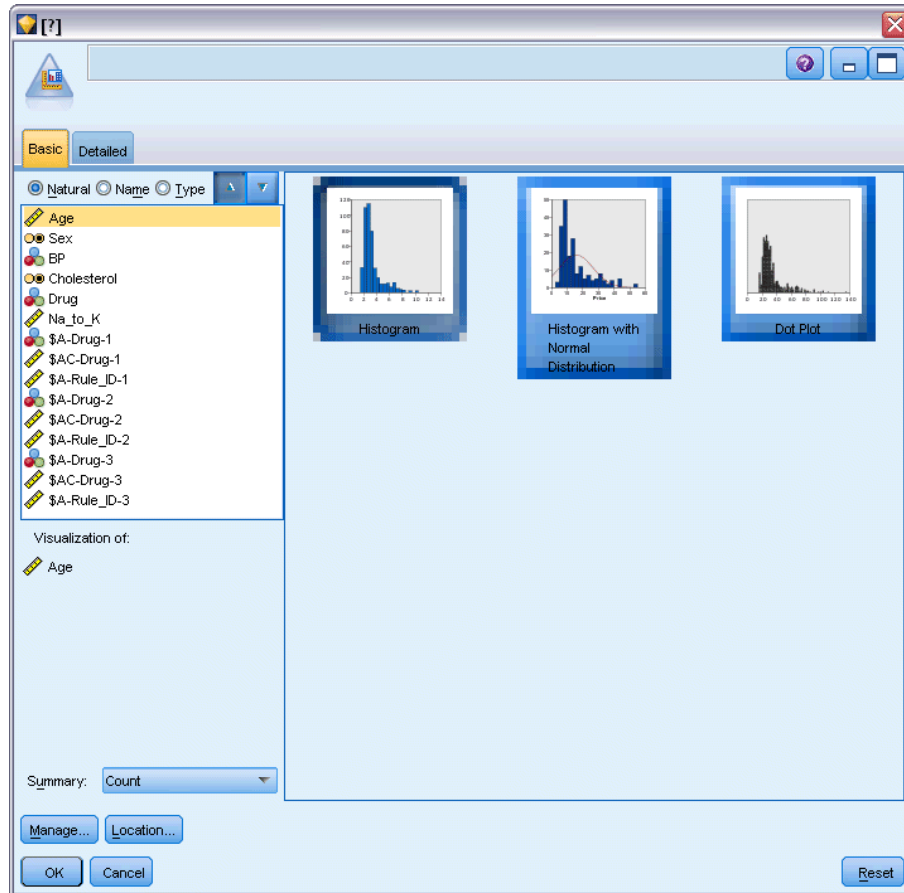 [?]
Basic Detailed
Natural Name Type
Age
Sex
BP
Cholesterol
Drug
Na_to_K
$A-Drug-1
$AC-Drug-1
$A-Rule_ID-1
$A-Drug-2
$AC-Drug-2
$A-Rule_ID-2
$A-Drug-3
$AC-Drug-3
$A-Rule_ID-3
Visualization of:
Age
Summary: Count
Manage... Location...
OK Cancel
Histogram
Price
Histogram with
Normal
Distribution
Dot Plot
Reset